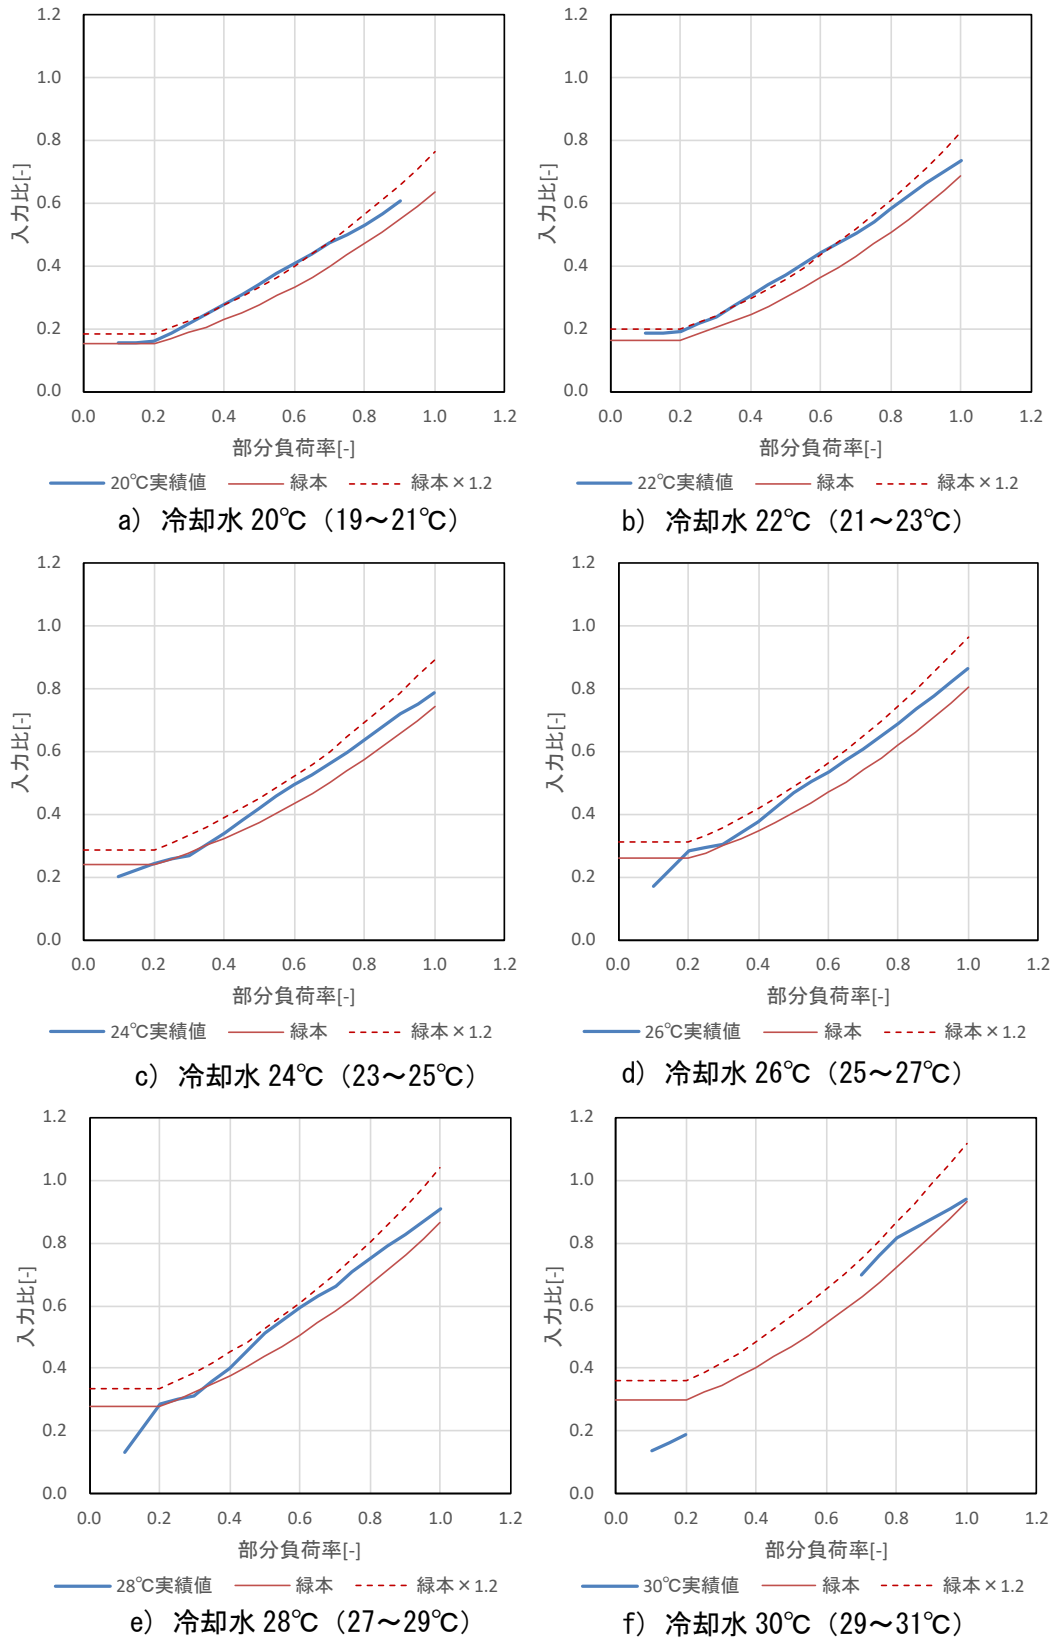 1.2
1.0
0.8
0.6
0.4
0.2
0.0
入力比[-]
0.0 0.2 0.4 0.6 0.8 1.0 1.2
部分負荷率[-]
20℃実績値 緑本 緑本×1.2
a) 冷却水 20℃（19～21℃）
1.2
1.0
0.8
0.6
0.4
0.2
0.0
入力比[-]
0.0 0.2 0.4 0.6 0.8 1.0 1.2
部分負荷率[-]
22℃実績値 緑本 緑本×1.2
b) 冷却水 22℃（21～23℃）
1.2
1.0
0.8
0.6
0.4
0.2
0.0
入力比[-]
0.0 0.2 0.4 0.6 0.8 1.0 1.2
部分負荷率[-]
24℃実績値 緑本 緑本×1.2
c) 冷却水 24℃（23～25℃）
1.2
1.0
0.8
0.6
0.4
0.2
0.0
入力比[-]
0.0 0.2 0.4 0.6 0.8 1.0 1.2
部分負荷率[-]
26℃実績値 緑本 緑本×1.2
d) 冷却水 26℃（25～27℃）
1.2
1.0
0.8
0.6
0.4
0.2
0.0
入力比[-]
0.0 0.2 0.4 0.6 0.8 1.0 1.2
部分負荷率[-]
28℃実績値 緑本 緑本×1.2
e) 冷却水 28℃（27～29℃）
1.2
1.0
0.8
0.6
0.4
0.2
0.0
入力比[-]
0.0 0.2 0.4 0.6 0.8 1.0 1.2
部分負荷率[-]
30℃実績値 緑本 緑本×1.2
f) 冷却水 30℃（29～31℃）